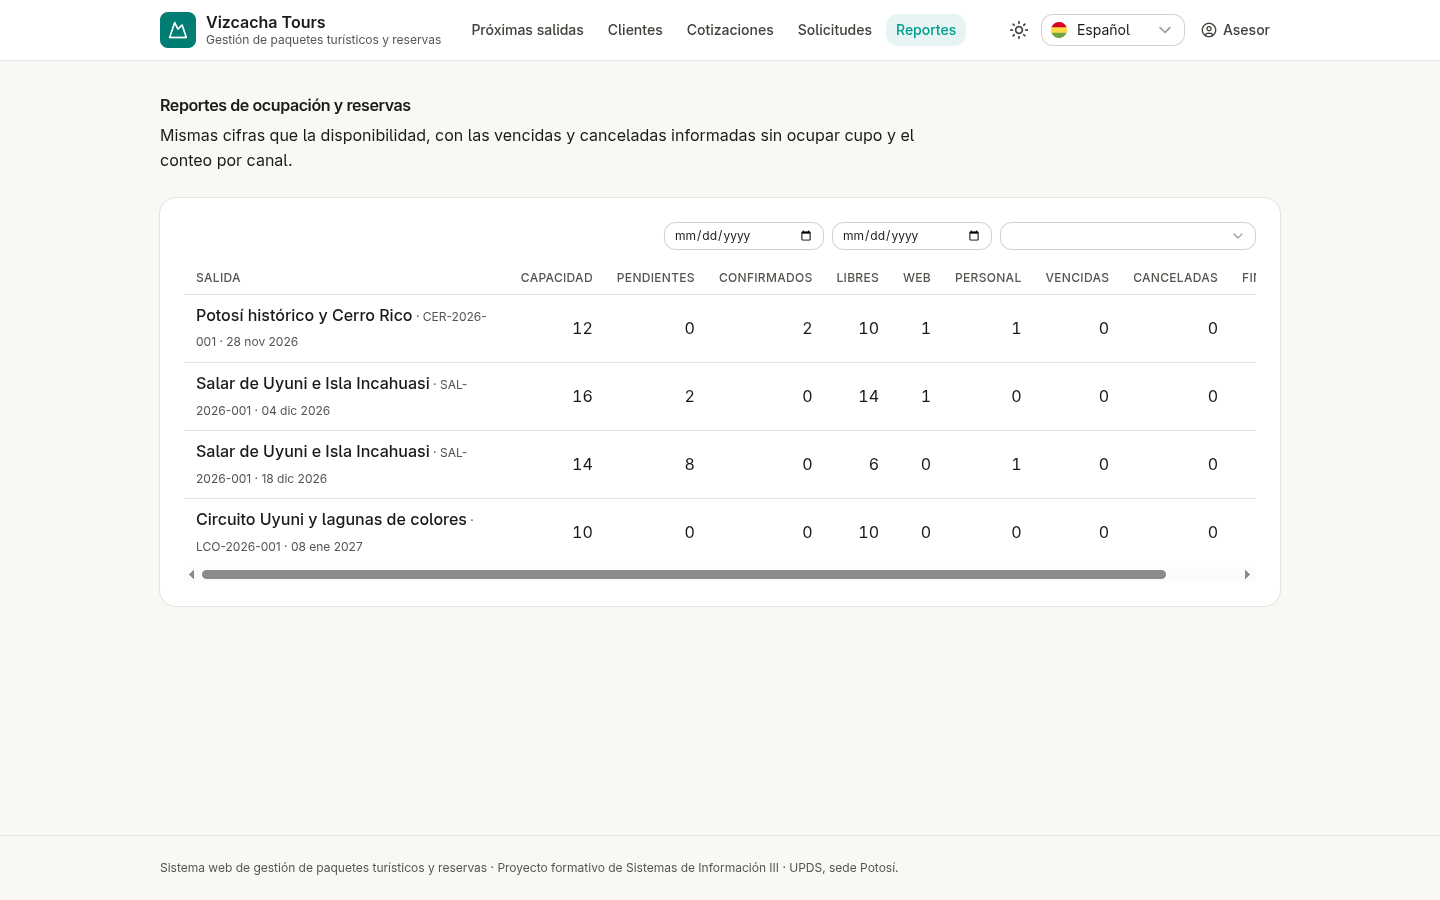 Vizcacha Tours
Gestión de paquetes turísticos y reservas
Próximas salidas
Clientes
Cotizaciones
Solicitudes
Reportes
Español
Asesor
Reportes de ocupación y reservas
Mismas cifras que la disponibilidad, con las vencidas y canceladas informadas sin ocupar cupo y el
conteo por canal.
mm/dd/yyyy
mm/dd/yyyy
SALIDA CAPACIDAD PENDIENTES CONFIRMADOS LIBRES WEB PERSONAL VENCIDAS CANCELADAS
Potosí histórico y Cerro Rico · CER-2026-
001 · 28 nov 2026
12 0 2 10 1 1 0 0
Salar de Uyuni e Isla Incahuasi · SAL-
2026-001 · 04 dic 2026
16 2 0 14 1 0 0 0
Salar de Uyuni e Isla Incahuasi · SAL-
2026-001 · 18 dic 2026
14 8 0 6 0 1 0 0
Circuito Uyuni y lagunas de colores ·
LCO-2026-001 · 08 ene 2027
10 0 0 10 0 0 0 0
Sistema web de gestión de paquetes turísticos y reservas · Proyecto formativo de Sistemas de Información III · UPDS, sede Potosí.